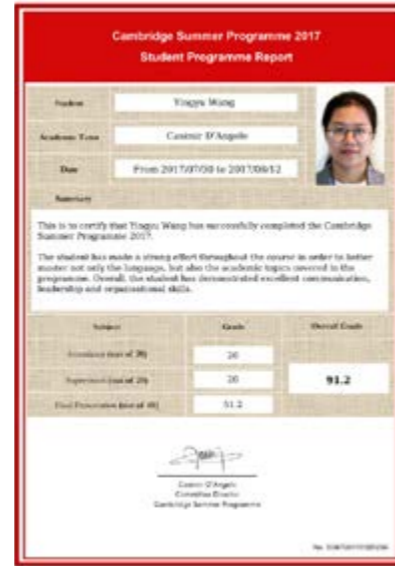 Cambridge Summer Programme 2017
Student Programme Report
Student
Yingyu Wang
Academic Tutor
Casimir D'Angelo
Date
From 2017/07/30 to 2017/08/12
Summary
This is to certify that Yingyu Wang has successfully completed the Cambridge
Summer Programme 2017.
The student has made a strong effort throughout the course in order to better
master not only the language, but also the academic topics covered in the
programme. Overall, the student has demonstrated excellent communication,
leadership and organisational skills.
Subject Grade Overall Grade
(out of 20) 20
Supervision (out of 20) 20
91.2
Final Presentation (out of 60) 51.2
Casimir D'Angelo
Committee Director
Cambridge Summer Programme
No.